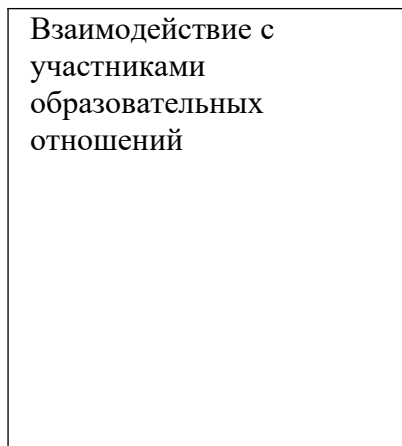 Взаимодействие с
участниками
образовательных
отношений